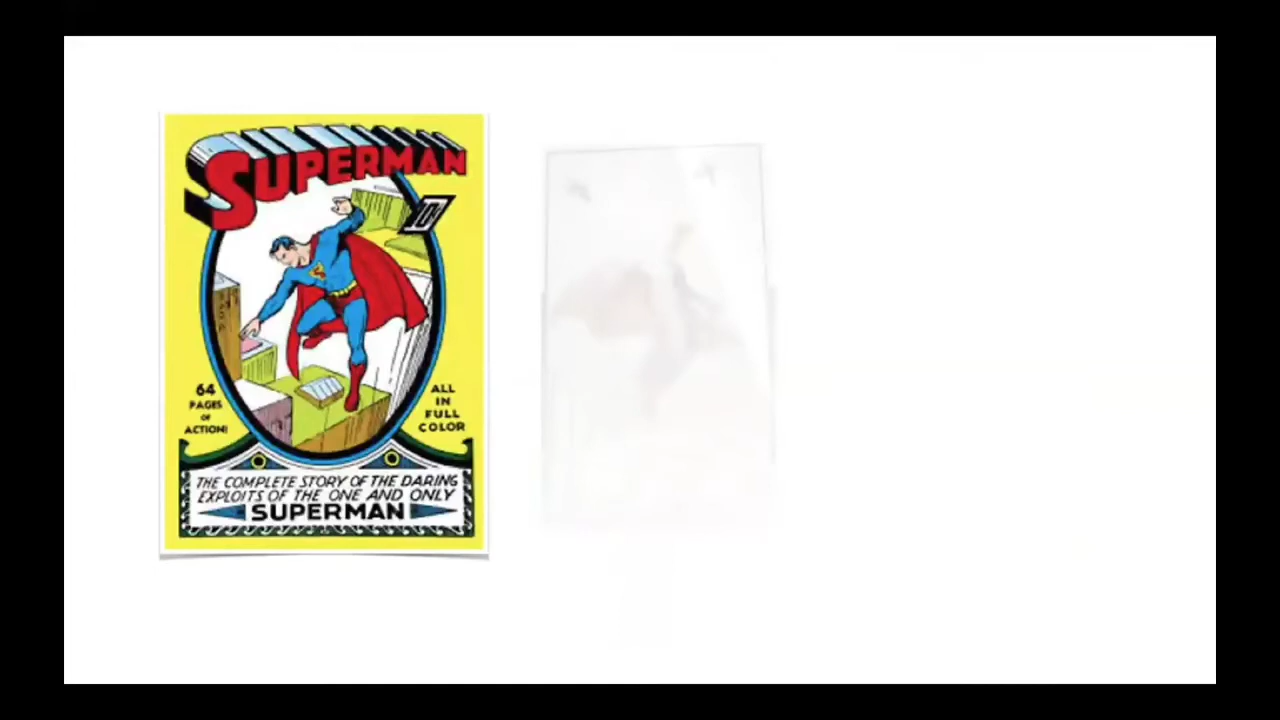 SUPERMAN
10¢
64
PAGES
OF
ACTION!
ALL
IN
FULL
COLOR
THE COMPLETE STORY OF THE DARING
EXPLOITS OF THE ONE AND ONLY
SUPERMAN